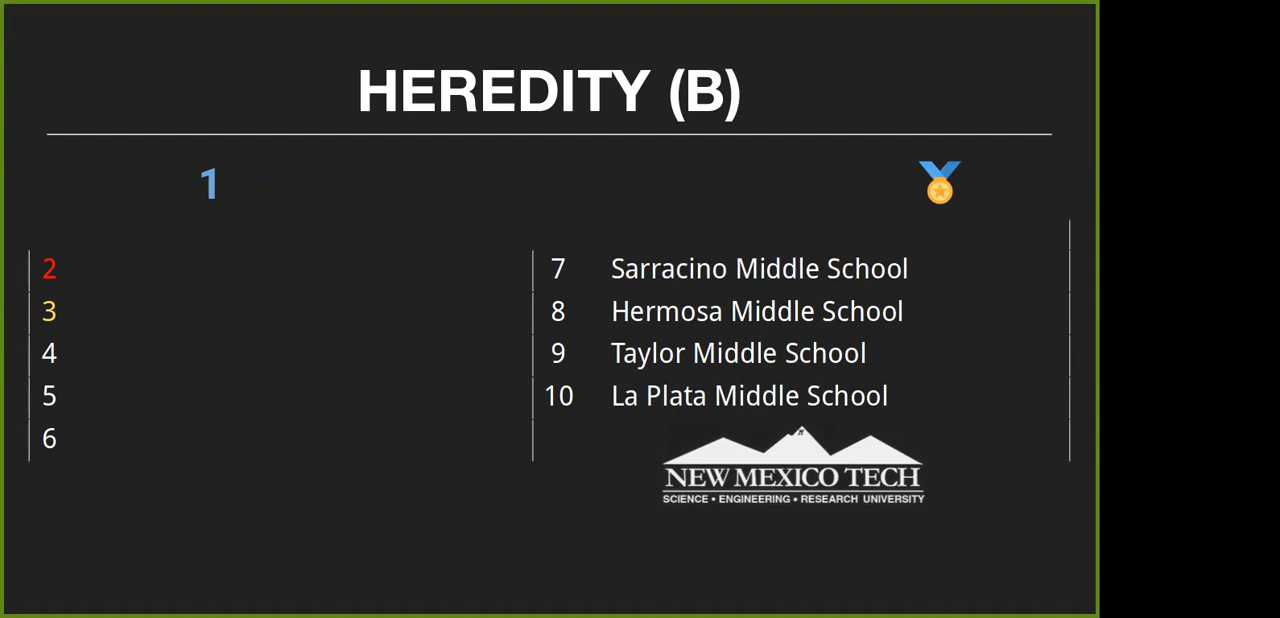 HEREDITY (B)
1
2
3
4
5
6
7 Sarracino Middle School
8 Hermosa Middle School
9 Taylor Middle School
10 La Plata Middle School
NEW MEXICO TECH
SCIENCE • ENGINEERING • RESEARCH UNIVERSITY